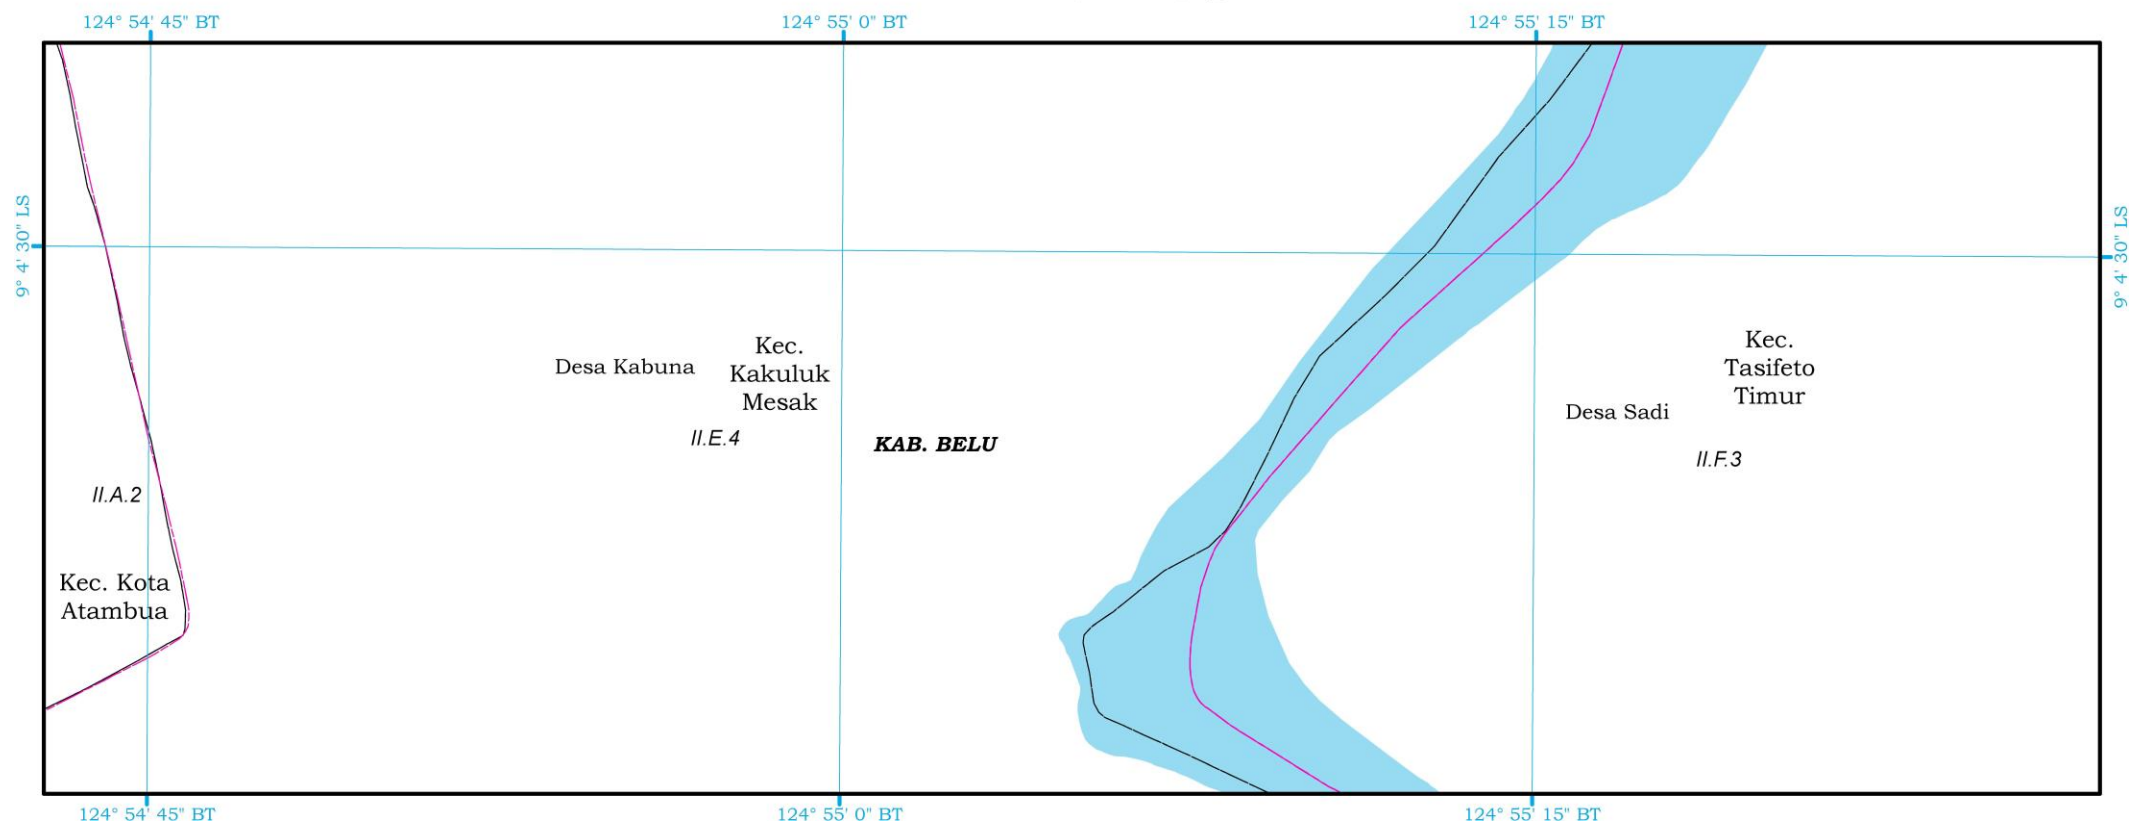 124° 54' 45" BT
124° 55' 0" BT
124° 55' 15" BT
9° 4' 30" LS
9° 4' 30" LS
Kec.
Kakuluk
Mesak
Desa Kabuna
II.E.4
KAB. BELU
Kec.
Tasifeto
Timur
Desa Sadi
II.F.3
II.A.2
Kec. Kota
Atambua
124° 54' 45" BT
124° 55' 0" BT
124° 55' 15" BT